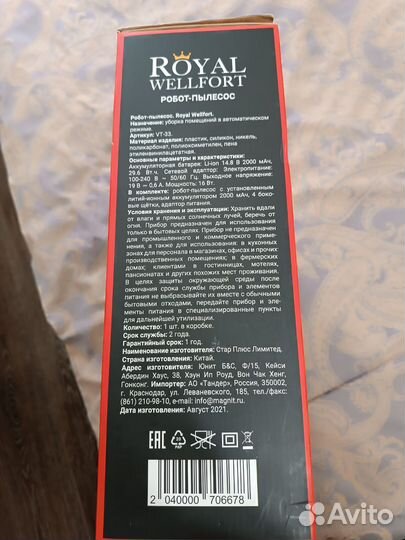 ROYAL
WELLFORT
РОБОТ-ПЫЛЕСОС
Робот-пылесос. Royal Wellfort.
Назначение: уборка помещений в автоматическом
режиме.
Артикул: VT-33.
Материал изделия: пластик, силикон, никель,
поликарбонат, полиоксиметилен, пена
этиленвинилацетатная.
Основные параметры и характеристики:
Аккумуляторная батарея: Li-ion 14.8 В 2000 мАч,
29.6 Вт.ч. Сетевой адаптор: Электропитание:
100-240 В ~ 50/60 Гц. Выходное напряжение:
19 В ⎓ 0,6 А. Мощность: 16 Вт.
В комплекте: робот-пылесос с установленным
литий-ионным аккумулятором 2000 мАч, 4 боко-
вые щётки, адаптор питания.
Условия хранения и эксплуатации: Хранить вдали
от влаги и прямых солнечных лучей, беречь от
огня. Прибор предназначен для использования
только в бытовых целях. Прибор не предназначен
для промышленного и коммерческого примене-
ния, а также для использования: в кухонных
зонах для персонала в магазинах, офисах и прочих
производственных помещениях; в фермерских
домах; клиентами в гостиницах, мотелях,
пансионатах и других похожих мест проживания.
В целях защиты окружающей среды после
окончания срока службы прибора и элементов
питания не выбрасывайте их вместе с обычными
бытовыми отходами, передайте прибор и эле-
менты питания в специализированные пункты
для дальнейшей утилизации.
Количество: 1 шт. в коробке.
Срок службы: 2 года.
Гарантийный срок: 1 год.
Наименование изготовителя: Стар Плюс Лимитед.
Страна изготовления: Китай.
Адрес изготовителя: Юнит Б&С, Ф/15, Кейси
Абердин Хаус, 38, Хэун Ип Роуд, Вон Чак Хенг,
Гонконг. Импортер: АО «Тандер», Россия, 350002,
г. Краснодар, ул. Леваневского, 185, тел./факс:
(861) 210-98-10, e-mail: info@magnit.ru.
Дата изготовления: Август 2021.
EAC
20
PAP
2 040000 706678
Avito